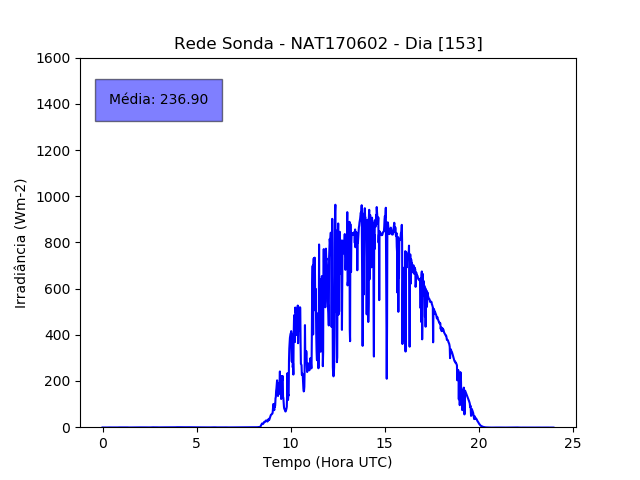 Rede Sonda - NAT170602 - Dia [153]
1600
1400
1200
1000
800
600
400
200
0
Média: 236.90
Irradiância (Wm-2)
0 5 10 15 20 25
Tempo (Hora UTC)